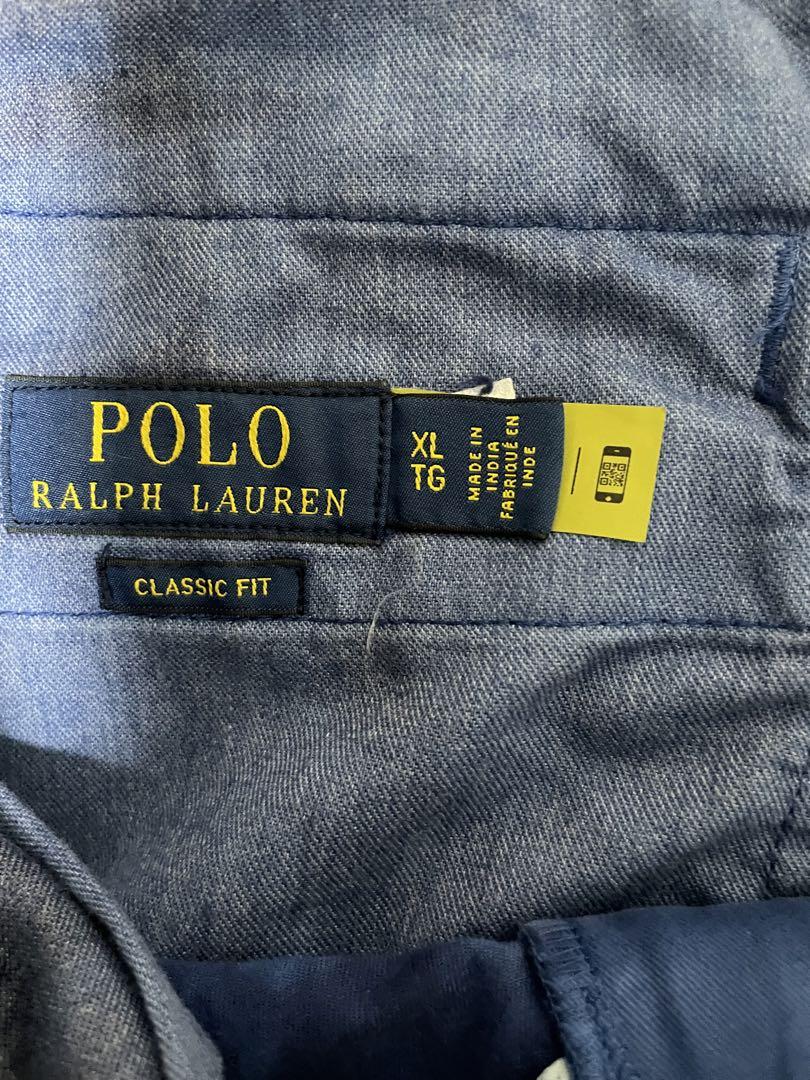 POLO
RALPH LAUREN
CLASSIC FIT
XL
TG
MADE IN
INDIA
FABRIQUÉ EN
INDE